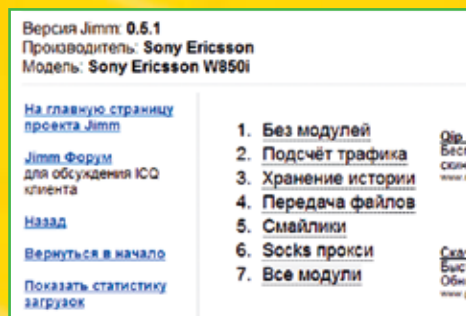 Версия Jimm: 0.5.1
Производитель: Sony Ericsson
Модель: Sony Ericsson W850i
На главную страницу
проекта Jimm
Jimm Форум
для обсуждения ICQ
клиента
Назад
Вернуться в начало
Показать статистику
загрузок
1. Без модулей
2. Подсчёт трафика
3. Хранение истории
4. Передача файлов
5. Смайлики
6. Socks прокси
7. Все модули
Qip